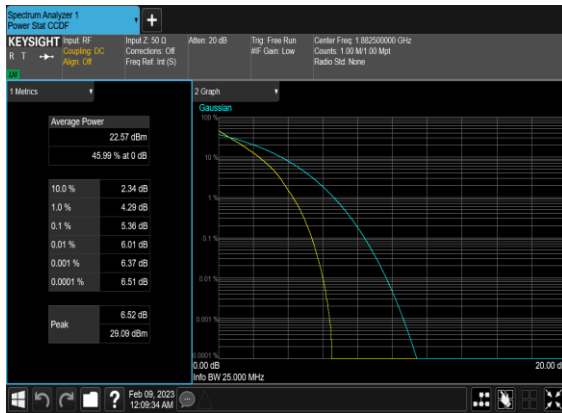 Spectrum Analyzer 1
Power Stat CCDF
KEYSIGHT
R T
LXI
Input: RF
Coupling: DC
Align: Off
Input Z: 50 Ω
Corrections: Off
Freq Ref: Int (S)
Atten: 20 dB
Trig: Free Run
#IF Gain: Low
Center Freq: 1.882500000 GHz
Counts: 1.00 M/1.00 Mpt
Radio Std: None
1 Metrics
Average Power
22.57 dBm
45.99 % at 0 dB
10.0 % 2.34 dB
1.0 % 4.29 dB
0.1 % 5.36 dB
0.01 % 6.01 dB
0.001 % 6.37 dB
0.0001 % 6.51 dB
Peak
6.52 dB
29.09 dBm
2 Graph
Gaussian
100 %
10 %
1 %
0.1 %
0.01 %
0.001 %
0.0001 %
0.00 dB
20.00 d
Info BW 25.000 MHz
?
Feb 09, 2023
12:09:34 AM